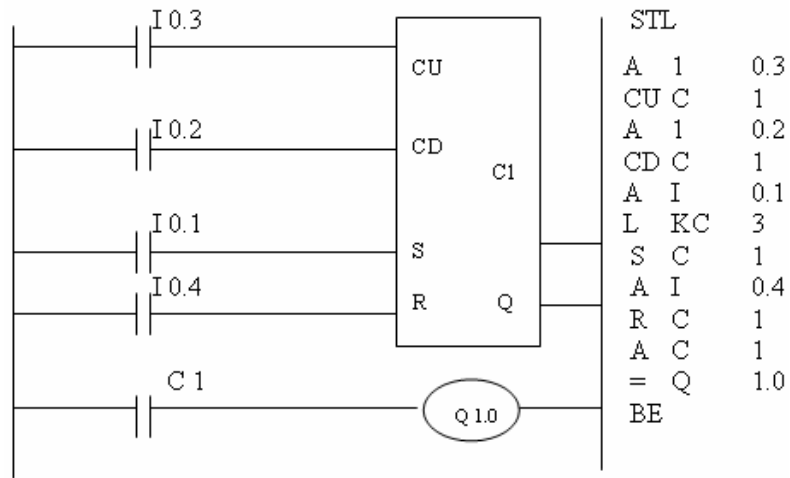 I 0.3
CU
I 0.2
CD
C1
I 0.1
S
I 0.4
R Q
C 1
Q 1.0
STL
A 1 0.3
CU C 1
A 1 0.2
CD C 1
A I 0.1
L KC 3
S C 1
A I 0.4
R C 1
A C 1
= Q 1.0
BE